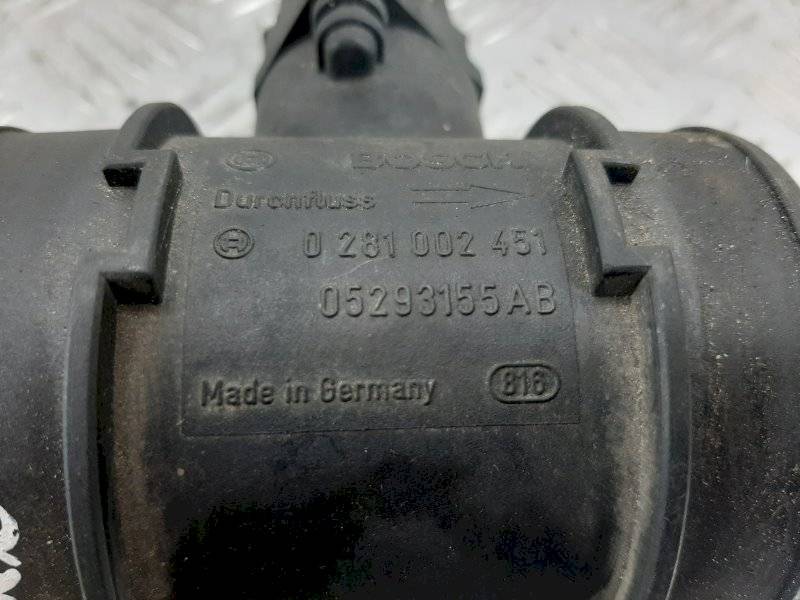 BOSCH
Durchfluss
0 281 002 451
05293155AB
Made in Germany 816